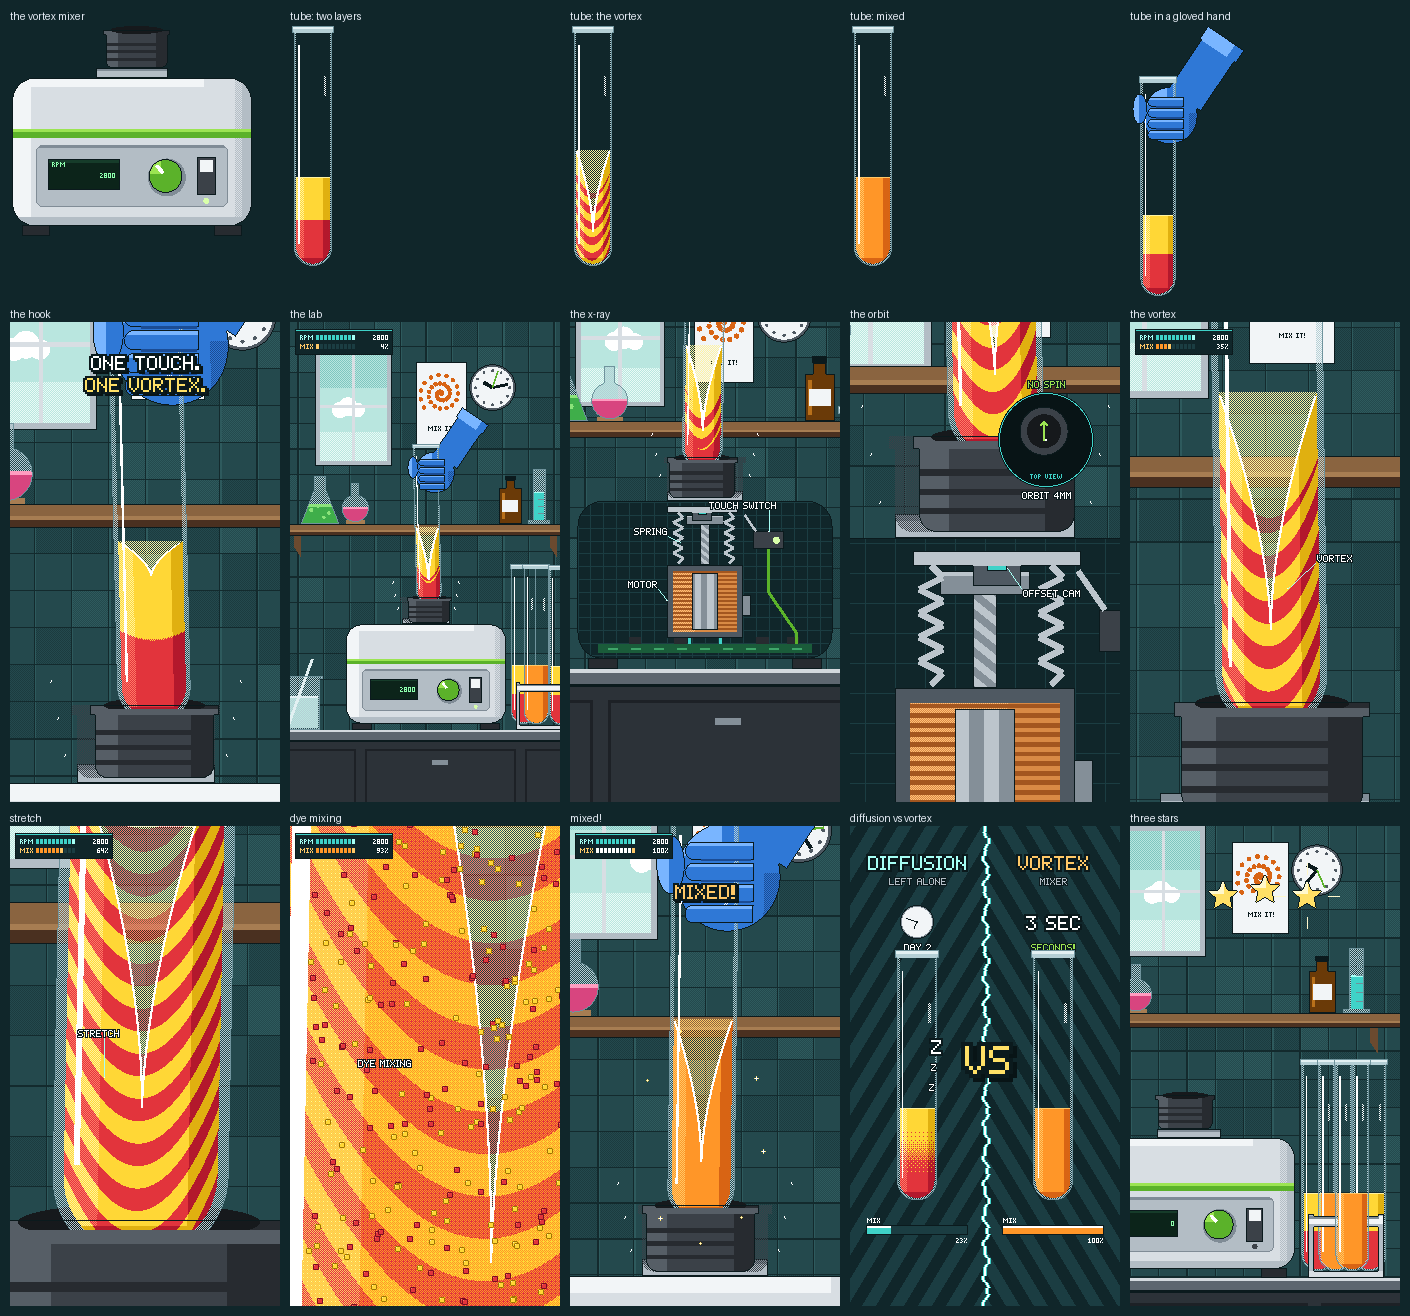 the vortex mixer
tube: two layers
tube: the vortex
tube: mixed
tube in a gloved hand
RPM
2800
the hook
the lab
the x-ray
the orbit
the vortex
ONE TOUCH.
ONE VORTEX.
RPM 2800
MIX 4%
MIX IT!
2800
IT!
TOUCH SWITCH
SPRING
MOTOR
NO SPIN
TOP VIEW
ORBIT 4MM
OFFSET CAM
RPM 2800
MIX 35%
MIX IT!
VORTEX
stretch
dye mixing
mixed!
diffusion vs vortex
three stars
RPM 2800
MIX 64%
STRETCH
RPM 2800
MIX 93%
DYE MIXING
RPM 2800
MIX 100%
MIXED!
DIFFUSION
LEFT ALONE
VORTEX
MIXER
3 SEC
DAY 2
SECONDS!
Z
Z
Z
VS
MIX
23%
MIX
100%
MIX IT!
0